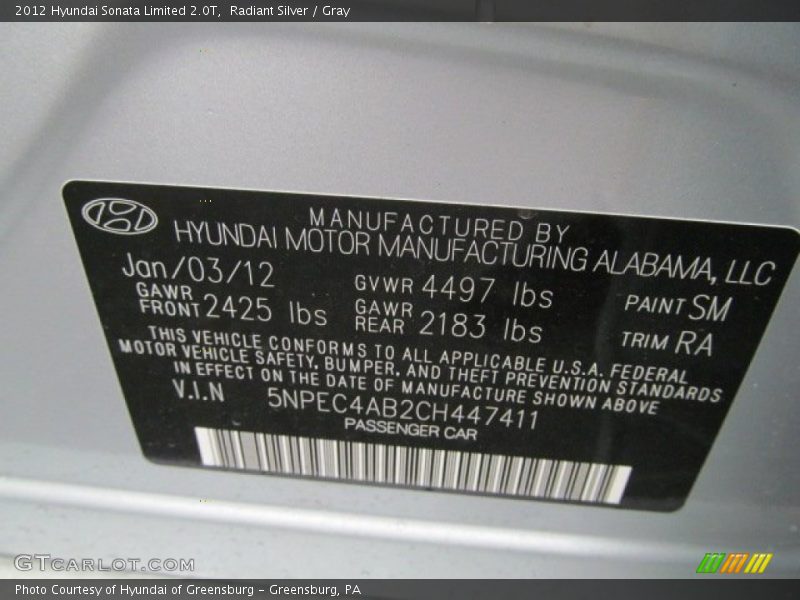 2012 Hyundai Sonata Limited 2.0T,  Radiant Silver / Gray
MANUFACTURED BY
HYUNDAI MOTOR MANUFACTURING ALABAMA, LLC
Jan/03/12 GVWR 4497 lbs PAINT SM
GAWR FRONT 2425 lbs GAWR REAR 2183 lbs TRIM RA
THIS VEHICLE CONFORMS TO ALL APPLICABLE U.S.A. FEDERAL
MOTOR VEHICLE SAFETY, BUMPER, AND THEFT PREVENTION STANDARDS
IN EFFECT ON THE DATE OF MANUFACTURE SHOWN ABOVE
V.I.N 5NPEC4AB2CH447411
PASSENGER CAR
GTCARLOT.COM
Photo Courtesy of Hyundai of Greensburg - Greensburg, PA